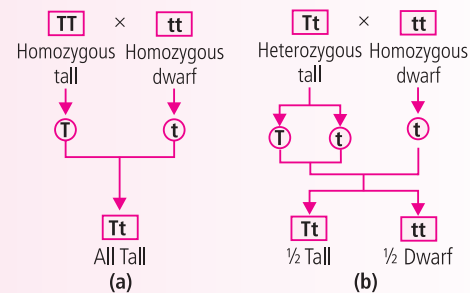 TT × tt
Homozygous tall
Homozygous dwarf
T t
Tt
All Tall
(a)
Tt × tt
Heterozygous tall
Homozygous dwarf
T t t
Tt tt
½ Tall ½ Dwarf
(b)